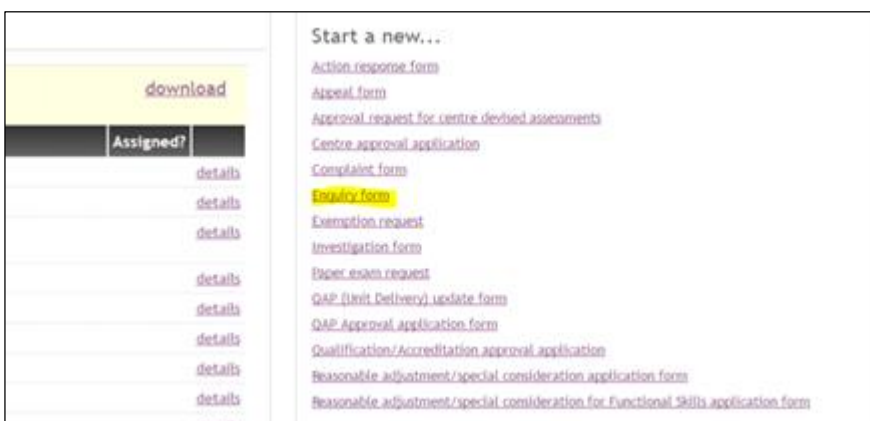 download
Assigned?
details
details
details
details
details
details
details
details
Start a new...
Action response form
Appeal form
Approval request for centre devised assessments
Centre approval application
Complaint form
Enquiry form
Exemption request
Investigation form
Paper exam request
QAP (Unit Delivery) update form
QAP Approval application form
Qualification/Accreditation approval application
Reasonable adjustment/special consideration application form
Reasonable adjustment/special consideration for Functional Skills application form